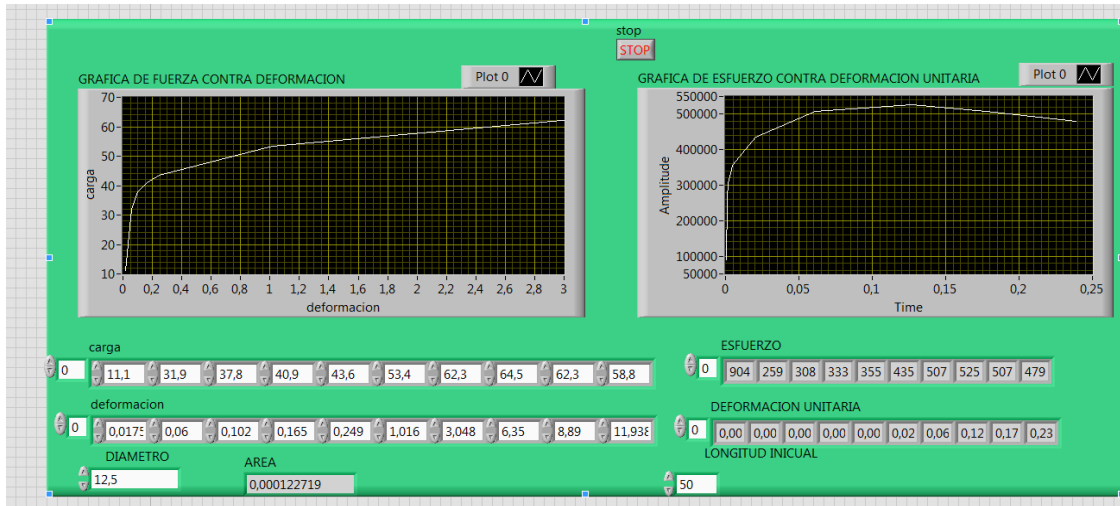 stop
STOP
GRAFICA DE FUERZA CONTRA DEFORMACION
Plot 0
GRAFICA DE ESFUERZO CONTRA DEFORMACION UNITARIA
Plot 0
70
60
50
40
30
20
10
carga
0 0,2 0,4 0,6 0,8 1 1,2 1,4 1,6 1,8 2 2,2 2,4 2,6 2,8 3
deformacion
550000
500000
400000
300000
200000
100000
50000
Amplitude
0 0,05 0,1 0,15 0,2 0,25
Time
carga
0 11,1 31,9 37,8 40,9 43,6 53,4 62,3 64,5 62,3 58,8
ESFUERZO
0 904 259 308 333 355 435 507 525 507 479
deformacion
0 0,0175 0,06 0,102 0,165 0,249 1,016 3,048 6,35 8,89 11,938
DEFORMACION UNITARIA
0 0,00 0,00 0,00 0,00 0,00 0,02 0,06 0,12 0,17 0,23
DIAMETRO
12,5
AREA
0,000122719
LONGITUD INICUAL
50